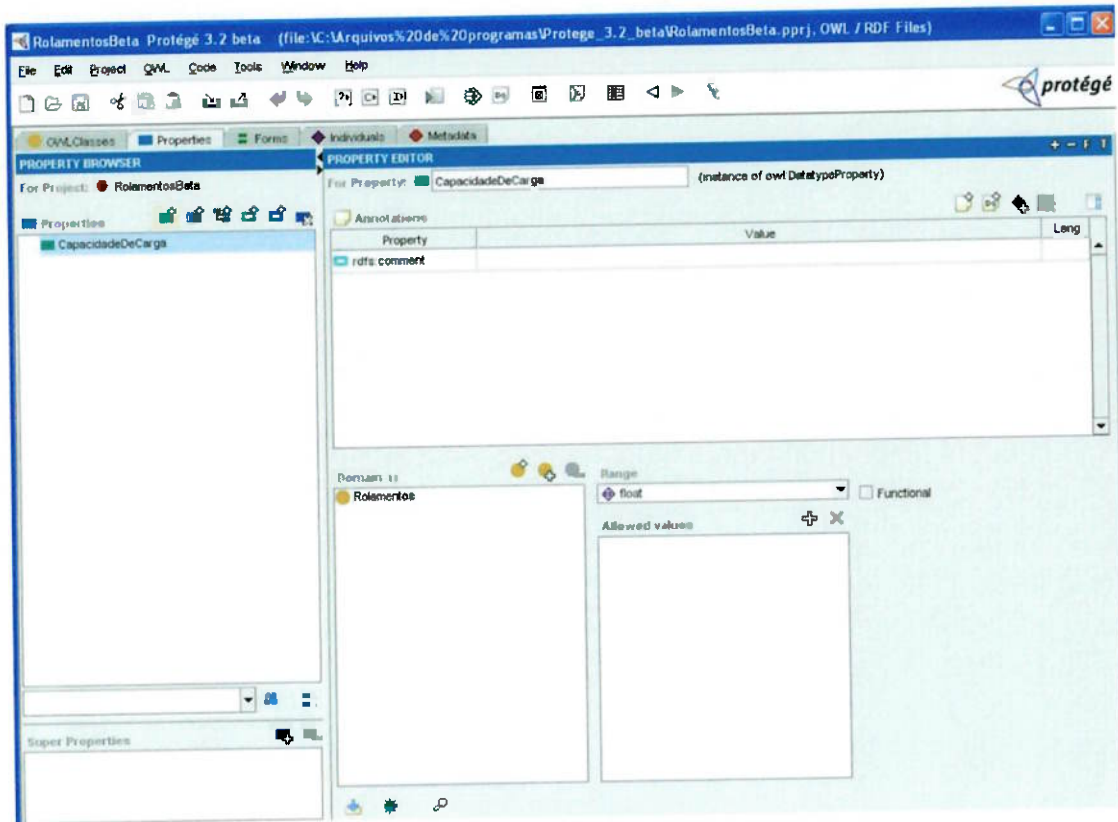 RolamentosBeta Protégé 3.2 beta (file:\C:\Arquivos%20de%20programas\Protege_3.2_beta\RolamentosBeta.pprj, OWL / RDF Files)
File Edit Project OWL Code Tools Window Help
protégé
OWLClasses Properties Forms Individuals Metadata
PROPERTY BROWSER
For Project: RolamentosBeta
Properties
CapacidadeDeCarga
Super Properties
PROPERTY EDITOR
For Property: CapacidadeDeCarga (instance of owl:DatatypeProperty)
Annotations
Property Value Lang
rdfs:comment
Domain
Rolamentos
Range
float
Functional
Allowed values